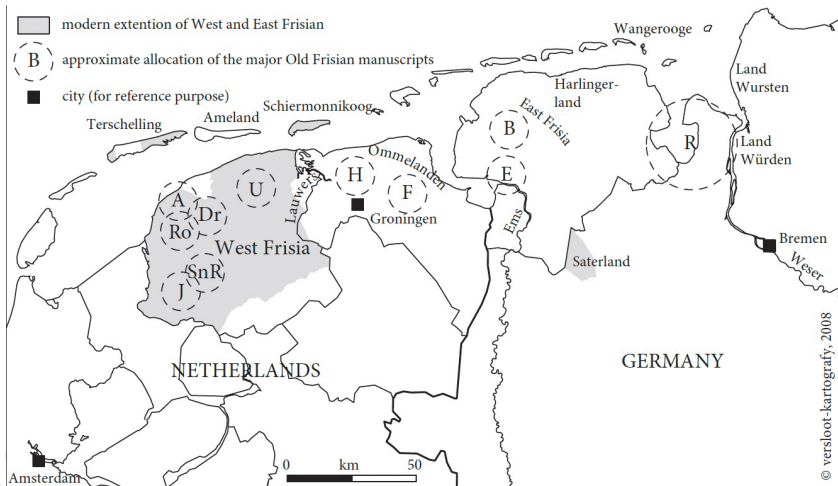 modern extention of West and East Frisian
B approximate allocation of the major Old Frisian manuscripts
city (for reference purpose)
Wangerooge
Land
Wursten
Harlinger-
land
Schiermonnikoog
Ameland
Terschelling
East Frisia
B
R
Land
Würden
Ommelanden
H
E
U
F
A
Lauwers
Dr
Groningen
Ems
Ro
West Frisia
Bremen
Weser
Saterland
SnR
J
NETHERLANDS
GERMANY
0 km 50
Amsterdam
© versloot-kartografy, 2008